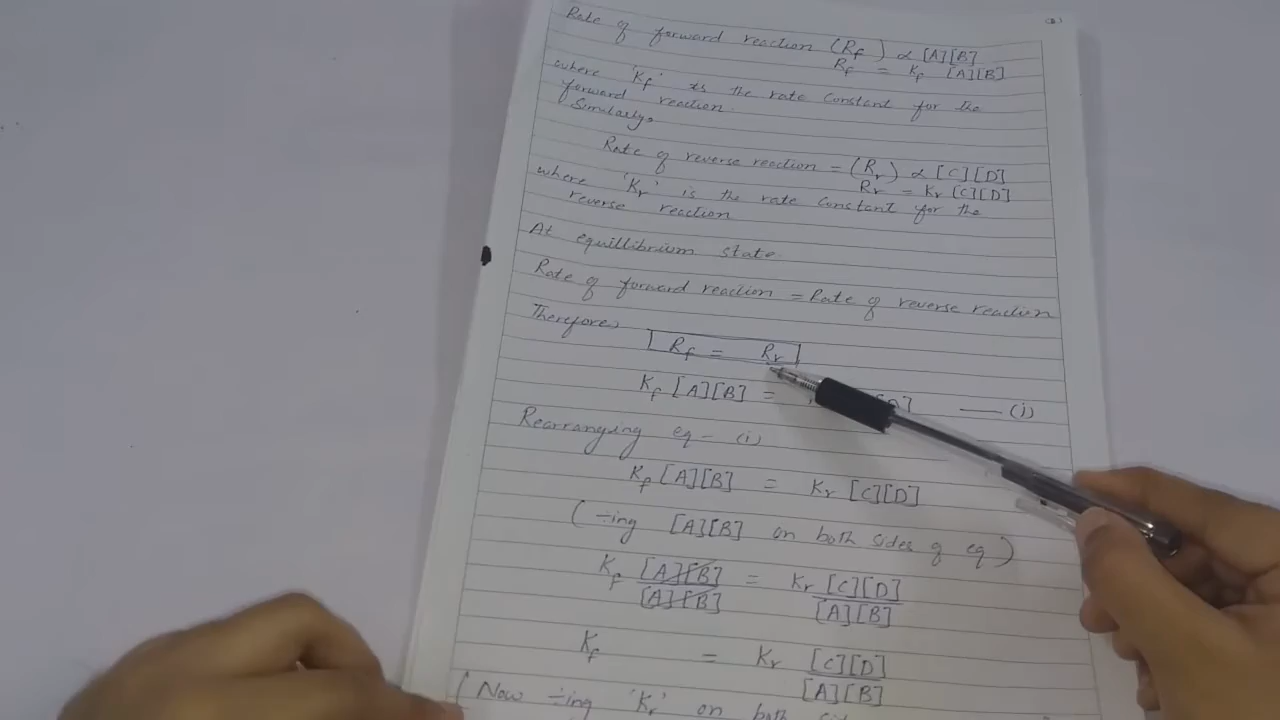 (2)
Rate of forward reaction (Rf) ∝ [A][B]
Rf = Kf [A][B]
where 'Kf' is the rate constant for the
forward reaction.
Similarly,
Rate of reverse reaction = (Rr) ∝ [C][D]
Rr = Kr [C][D]
where 'Kr' is the rate constant for the
reverse reaction
At equillibrium state.
Rate of forward reaction = Rate of reverse reaction
Therefore,
Rf = Rr
Kf [A][B] = —— (i)
Rearranging eq - (i)
Kf [A][B] = Kr [C][D]
( ÷ing [A][B] on both sides of eq )
Kf [A][B] = Kr [C][D]
[A][B] [A][B]
Kf = Kr [C][D]
[A][B]
( Now ÷ing 'Kr' on both